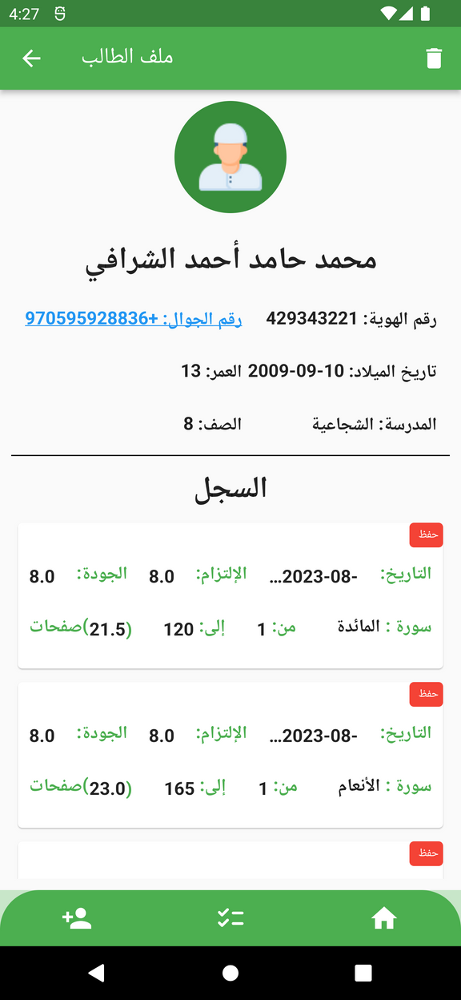 4:27
ملف الطالب
محمد حامد أحمد الشرافي
رقم الهوية: 429343221 رقم الجوال: +970595928836
تاريخ الميلاد: 10-09-2009 العمر: 13
المدرسة: الشجاعية الصف: 8
السجل
حفظ
التاريخ: 2023-08-... الإلتزام: 8.0 الجودة: 8.0
سورة : المائدة من: 1 إلى: 120 (21.5)صفحات
حفظ
التاريخ: 2023-08-... الإلتزام: 8.0 الجودة: 8.0
سورة : الأنعام من: 1 إلى: 165 (23.0)صفحات
حفظ